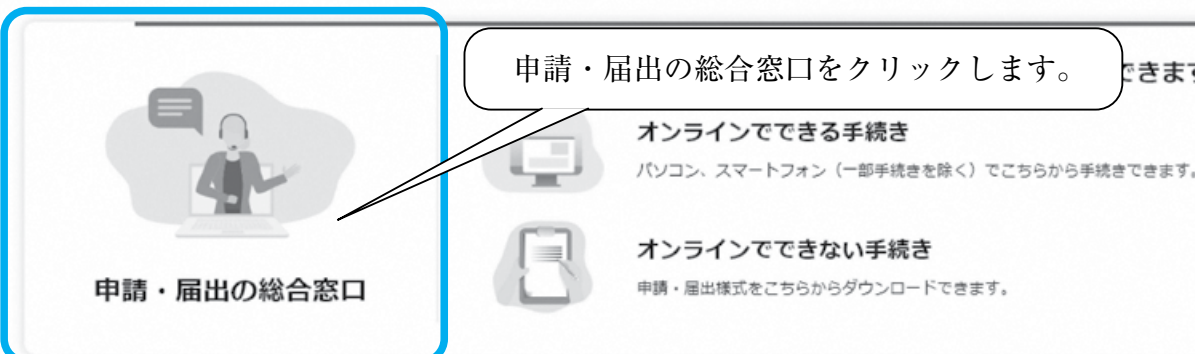 申請・届出の総合窓口をクリックします。
できます
オンラインでできる手続き
パソコン、スマートフォン（一部手続きを除く）でこちらから手続きできます。
オンラインでできない手続き
申請・届出様式をこちらからダウンロードできます。
申請・届出の総合窓口